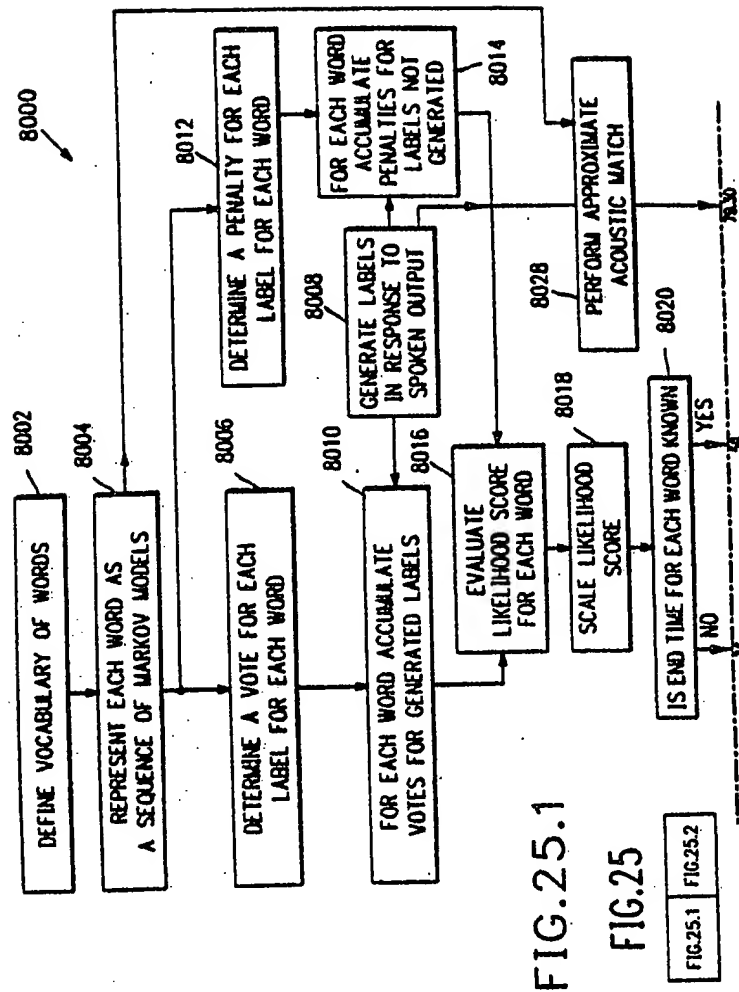 8000
8002
DEFINE VOCABULARY OF WORDS
8004
REPRESENT EACH WORD AS
A SEQUENCE OF MARKOV MODELS
8006
DETERMINE A VOTE FOR EACH
LABEL FOR EACH WORD
8012
DETERMINE A PENALTY FOR EACH
LABEL FOR EACH WORD
8008
GENERATE LABELS
IN RESPONSE TO
SPOKEN OUTPUT
FOR EACH WORD
ACCUMULATE
PENALTIES FOR
LABELS NOT
GENERATED
8014
8010
FOR EACH WORD ACCUMULATE
VOTES FOR GENERATED LABELS
8016
EVALUATE
LIKELIHOOD SCORE
FOR EACH WORD
8018
SCALE LIKELIHOOD
SCORE
8028
PERFORM APPROXIMATE
ACOUSTIC MATCH
8020
IS END TIME FOR EACH WORD KNOWN
NO
YES
FIG.25.1
FIG.25
FIG.25.1 FIG.25.2